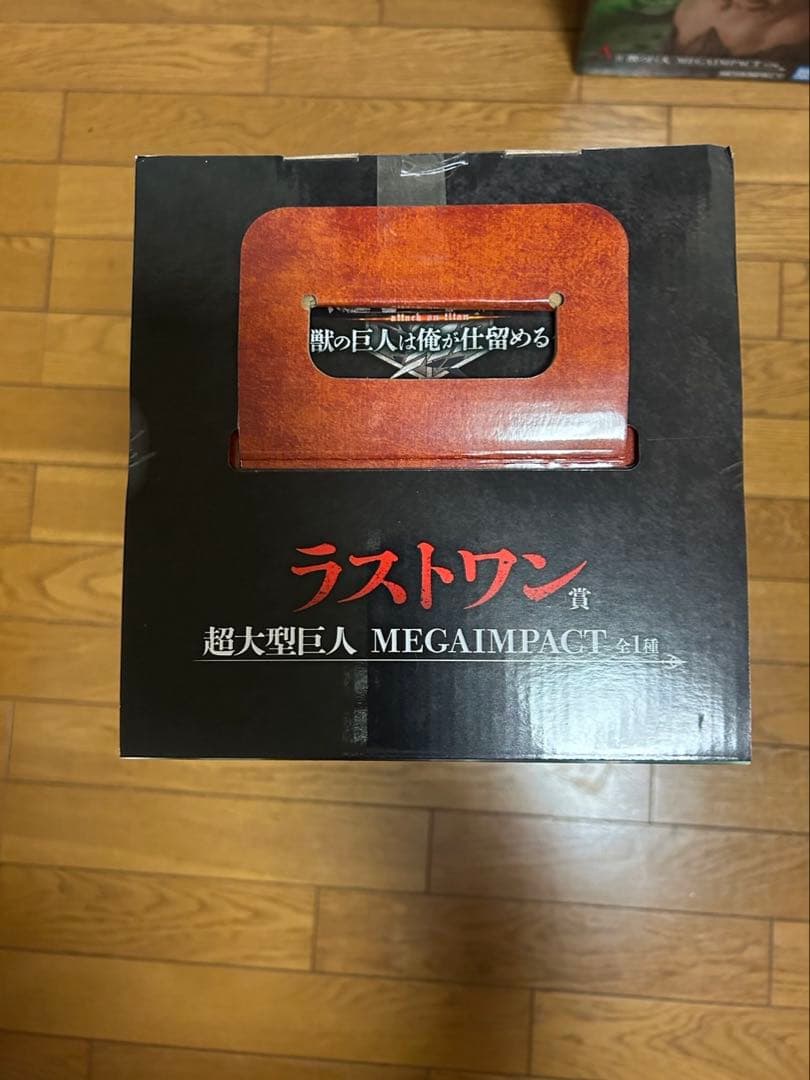 MEGAIMPACT
attack on titan
獣の巨人は俺が仕留める
ラストワン賞
超大型巨人 MEGAIMPACT 全1種